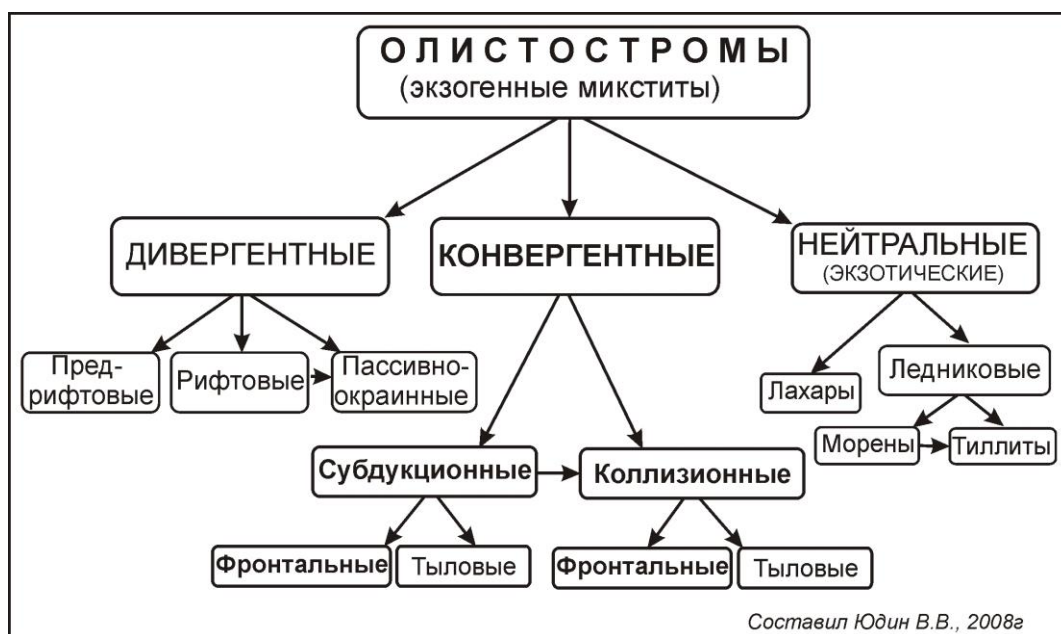 ОЛИСТОСТРОМЫ
(экзогенные микститы)
ДИВЕРГЕНТНЫЕ
КОНВЕРГЕНТНЫЕ
НЕЙТРАЛЬНЫЕ
(ЭКЗОТИЧЕСКИЕ)
Пред-
рифтовые
Рифтовые
Пассивно-
окраинные
Лахары
Ледниковые
Морены
Тиллиты
Субдукционные
Коллизионные
Фронтальные
Тыловые
Фронтальные
Тыловые
Составил Юдин В.В., 2008г